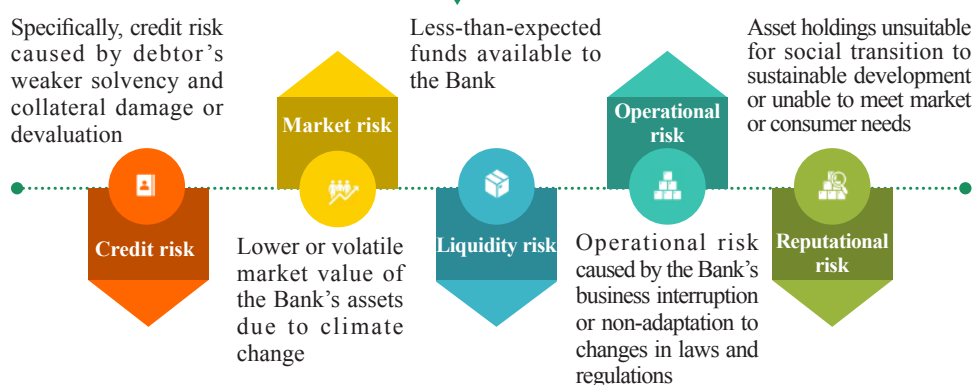 Specifically, credit risk
caused by debtor's
weaker solvency and
collateral damage or
devaluation
Credit risk
Market risk
Lower or volatile
market value of
the Bank's assets
due to climate
change
Less-than-expected
funds available to
the Bank
Liquidity risk
Operational
risk
Operational risk
caused by the Bank's
business interruption
or non-adaptation to
changes in laws and
regulations
Asset holdings unsuitable
for social transition to
sustainable development
or unable to meet market
or consumer needs
Reputational
risk